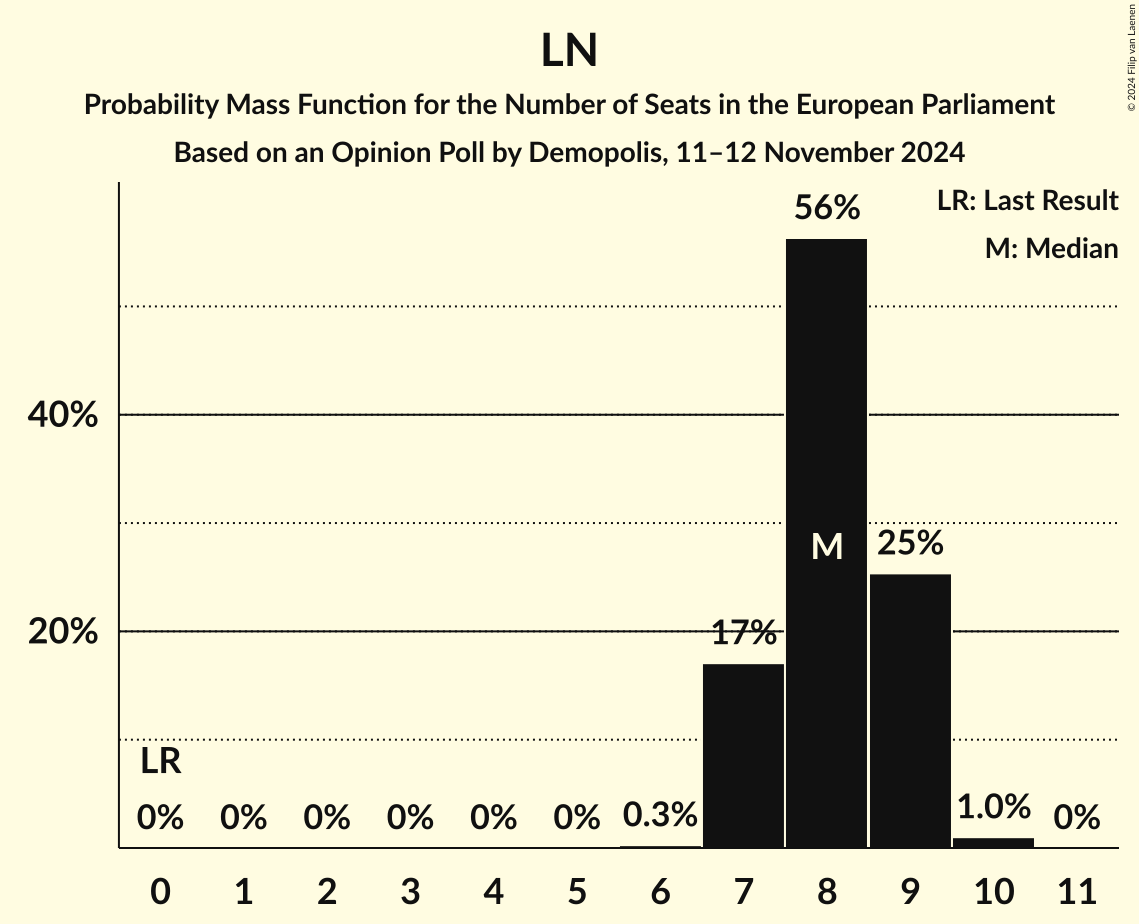 LN
Probability Mass Function for the Number of Seats in the European Parliament
Based on an Opinion Poll by Demopolis, 11–12 November 2024
© 2024 Filip van Laenen
LR: Last Result
M: Median
56%
40%
M
25%
20%
17%
LR
0% 0% 0% 0% 0% 0% 0.3% 1.0% 0%
0 1 2 3 4 5 6 7 8 9 10 11